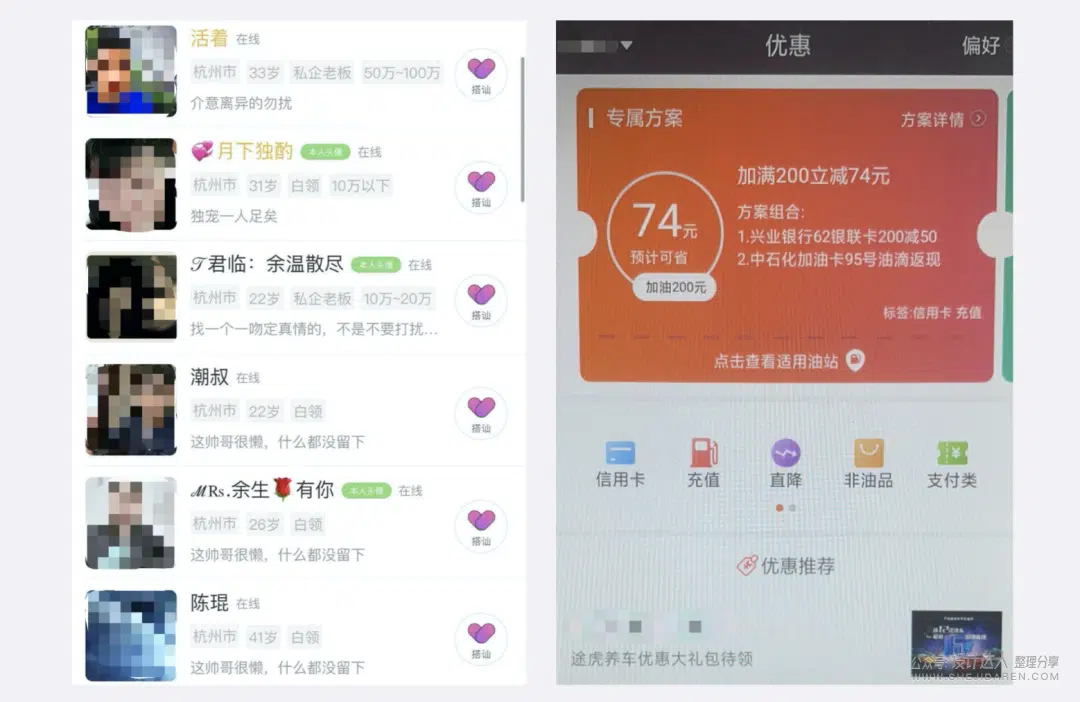 活着 在线
杭州市 33岁 私企老板 50万~100万
介意离异的勿扰
搭讪
月下独酌 本人头像 在线
杭州市 31岁 白领 10万以下
独宠一人足矣
搭讪
𝒯君临：余温散尽 本人头像 在线
杭州市 22岁 私企老板 10万~20万
找一个一吻定真情的，不是不要打扰...
搭讪
潮叔 在线
杭州市 22岁 白领
这帅哥很懒，什么都没留下
搭讪
ℳRs.余生🌹有你 本人头像 在线
杭州市 26岁 白领
这帅哥很懒，什么都没留下
搭讪
陈琨 在线
杭州市 41岁 白领
这帅哥很懒，什么都没留下
搭讪
优惠 偏好
专属方案 方案详情
加满200立减74元
74元
预计可省
加油200元
方案组合:
1.兴业银行62银联卡200减50
2.中石化加油卡95号油滴返现
标签:信用卡 充值
点击查看适用油站
信用卡 充值 直降 非油品 支付类
优惠推荐
途虎养车优惠大礼包待领
公众号: 设计达人 整理分享
WWW.SHEJIDAREN.COM